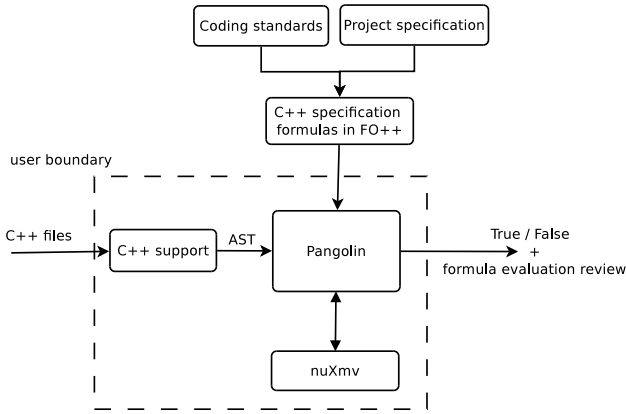 Coding standards
Project specification
C++ specification
formulas in FO++
user boundary
C++ files
C++ support
AST
Pangolin
True / False
+
formula evaluation review
nuXmv